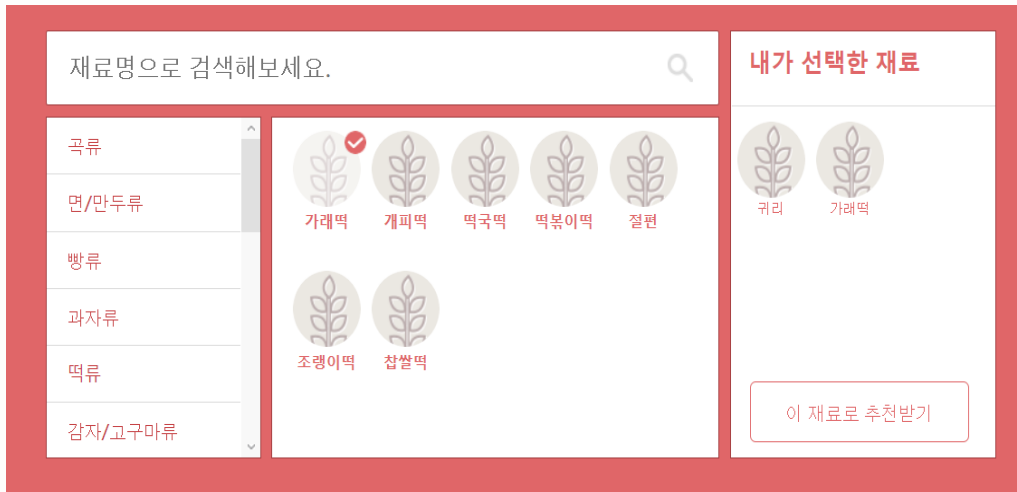 재료명으로 검색해보세요.
내가 선택한 재료
곡류
면/만두류
빵류
과자류
떡류
감자/고구마류
가래떡 개피떡 떡국떡 떡볶이떡 절편
조랭이떡 찹쌀떡
귀리 가래떡
이 재료로 추천받기